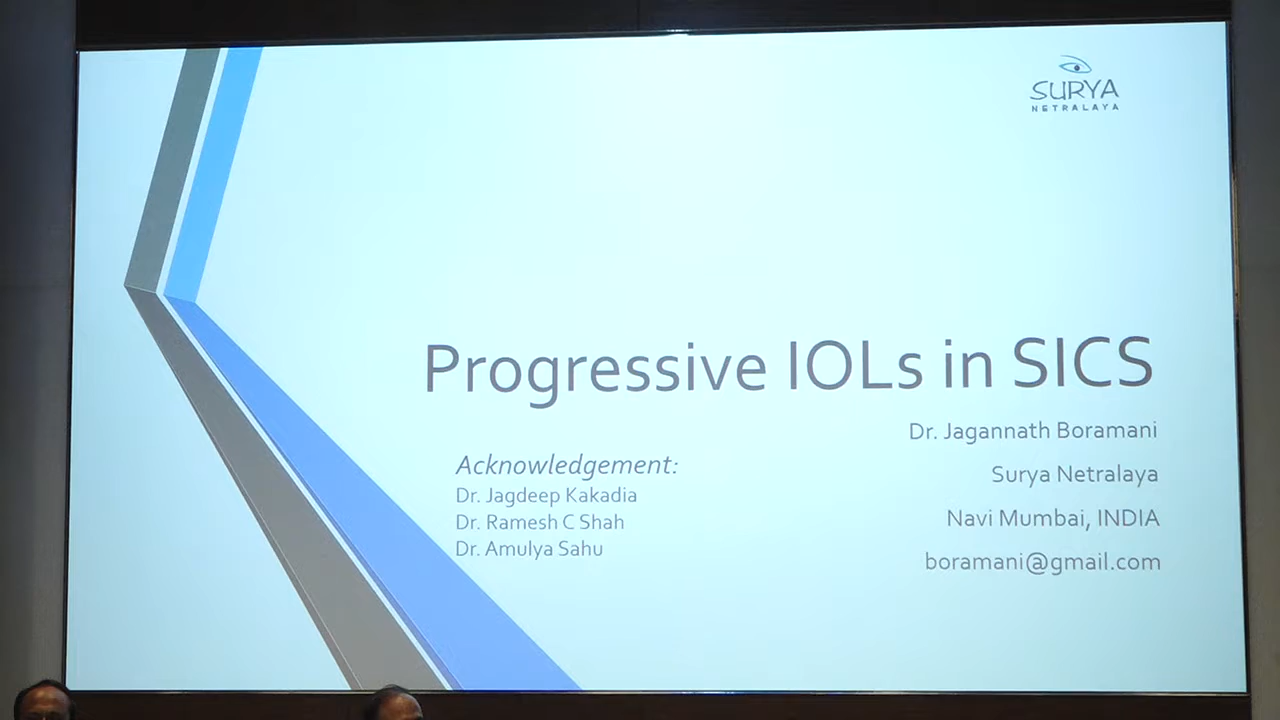 SURYA
NETRALAYA
Progressive IOLs in SICS
Dr. Jagannath Boramani
Surya Netralaya
Navi Mumbai, INDIA
boramani@gmail.com
Acknowledgement:
Dr. Jagdeep Kakadia
Dr. Ramesh C Shah
Dr. Amulya Sahu